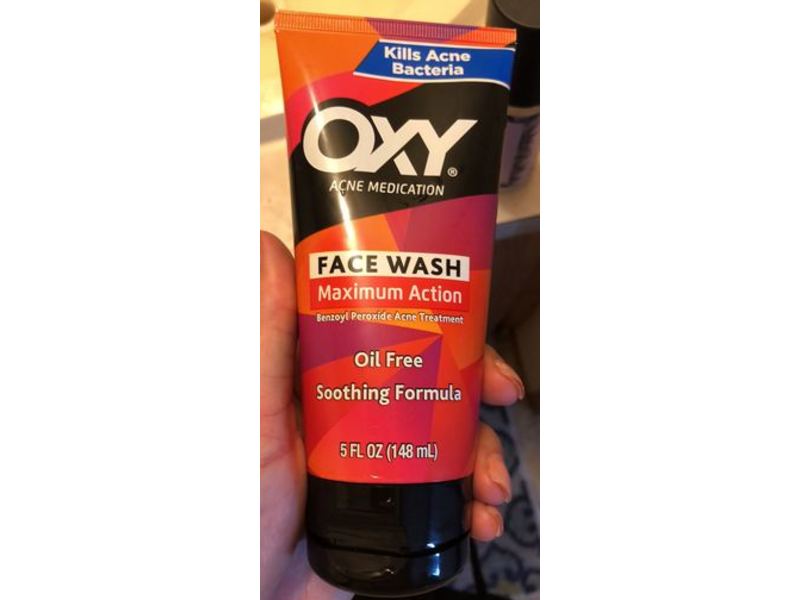 Kills Acne
Bacteria
OXY®
ACNE MEDICATION
FACE WASH
Maximum Action
Benzoyl Peroxide Acne Treatment
Oil Free
Soothing Formula
5 FL OZ (148 mL)